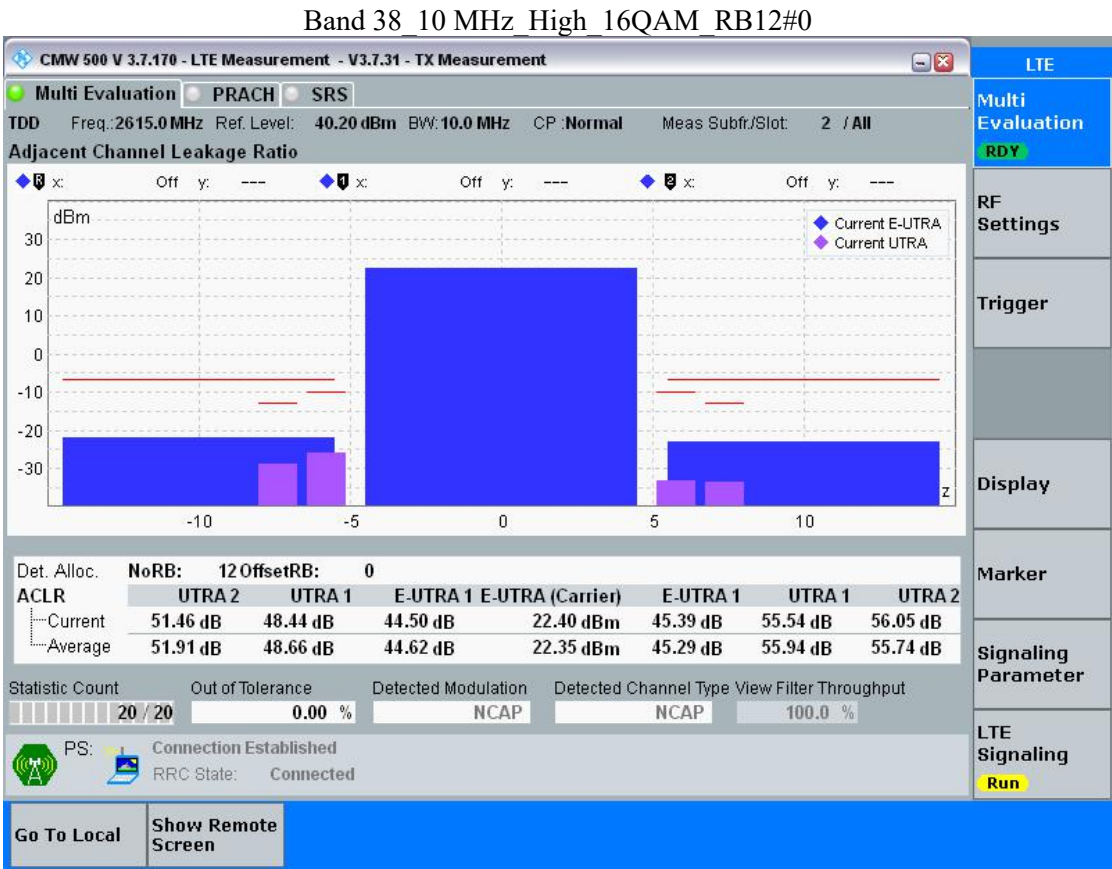 Band 38_10 MHz_High_16QAM_RB12#0
CMW 500 V 3.7.170 - LTE Measurement - V3.7.31 - TX Measurement
LTE
Multi Evaluation PRACH SRS
Multi Evaluation
RDY
TDD Freq.:2615.0 MHz Ref. Level: 40.20 dBm BW:10.0 MHz CP :Normal Meas Subfr./Slot: 2 / All
Adjacent Channel Leakage Ratio
R x: Off y: --- 1 x: Off y: --- 2 x: Off y: ---
dBm
Current E-UTRA
Current UTRA
30
20
10
0
-10
-20
-30
z
-10 -5 0 5 10
RF
Settings
Trigger
Display
Marker
Signaling
Parameter
LTE
Signaling
Run
Det. Alloc. NoRB: 12 OffsetRB: 0
ACLR UTRA 2 UTRA 1 E-UTRA 1 E-UTRA (Carrier) E-UTRA 1 UTRA 1 UTRA 2
Current 51.46 dB 48.44 dB 44.50 dB 22.40 dBm 45.39 dB 55.54 dB 56.05 dB
Average 51.91 dB 48.66 dB 44.62 dB 22.35 dBm 45.29 dB 55.94 dB 55.74 dB
Statistic Count Out of Tolerance Detected Modulation Detected Channel Type View Filter Throughput
20 / 20 0.00 % NCAP NCAP 100.0 %
PS: Connection Established
RRC State: Connected
Go To Local
Show Remote
Screen